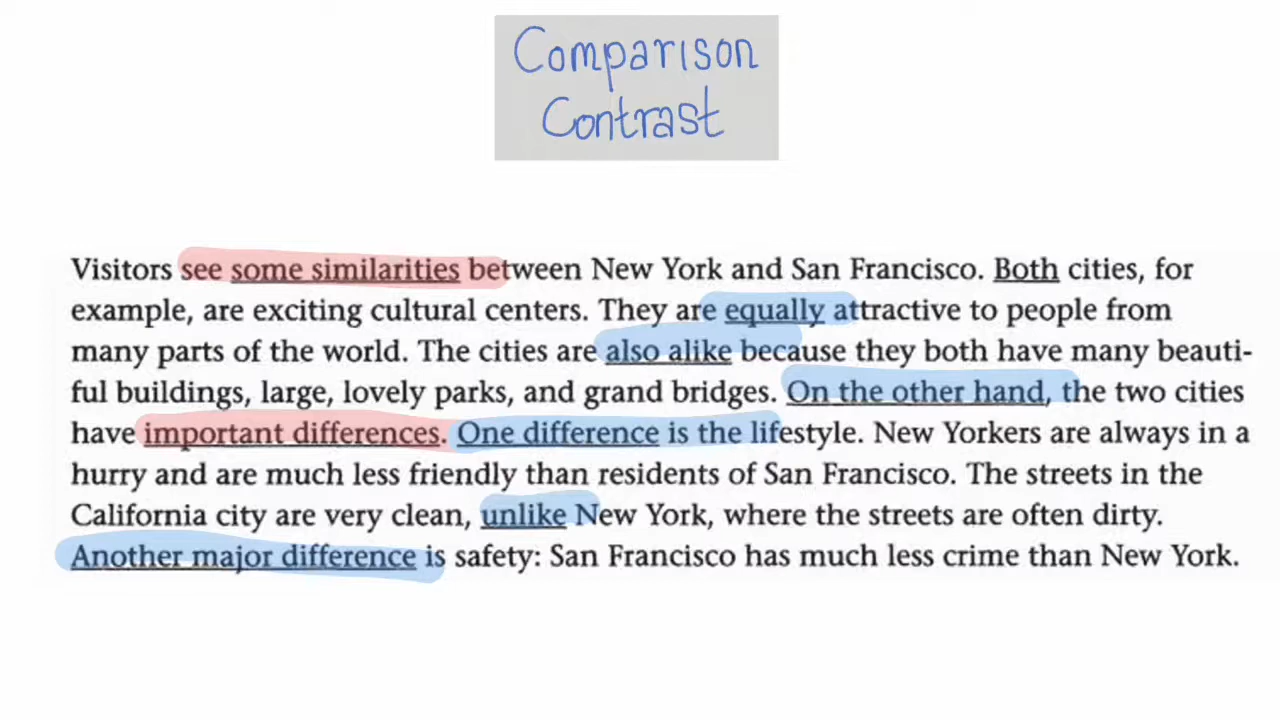 Comparison
Contrast
Visitors see some similarities between New York and San Francisco. Both cities, for
example, are exciting cultural centers. They are equally attractive to people from
many parts of the world. The cities are also alike because they both have many beauti-
ful buildings, large, lovely parks, and grand bridges. On the other hand, the two cities
have important differences. One difference is the lifestyle. New Yorkers are always in a
hurry and are much less friendly than residents of San Francisco. The streets in the
California city are very clean, unlike New York, where the streets are often dirty.
Another major difference is safety: San Francisco has much less crime than New York.